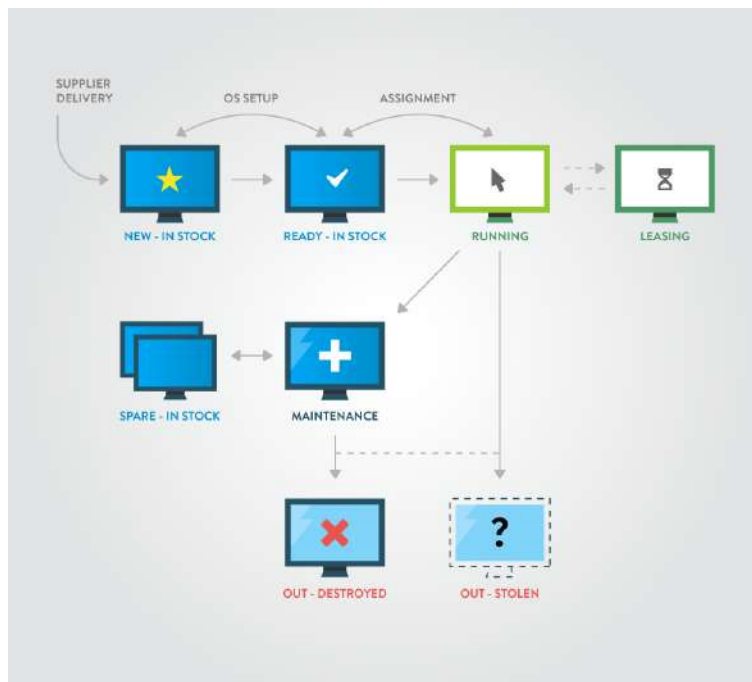 SUPPLIER
DELIVERY
OS SETUP
ASSIGNMENT
NEW - IN STOCK
READY - IN STOCK
RUNNING
LEASING
SPARE - IN STOCK
MAINTENANCE
?
OUT - DESTROYED
OUT - STOLEN